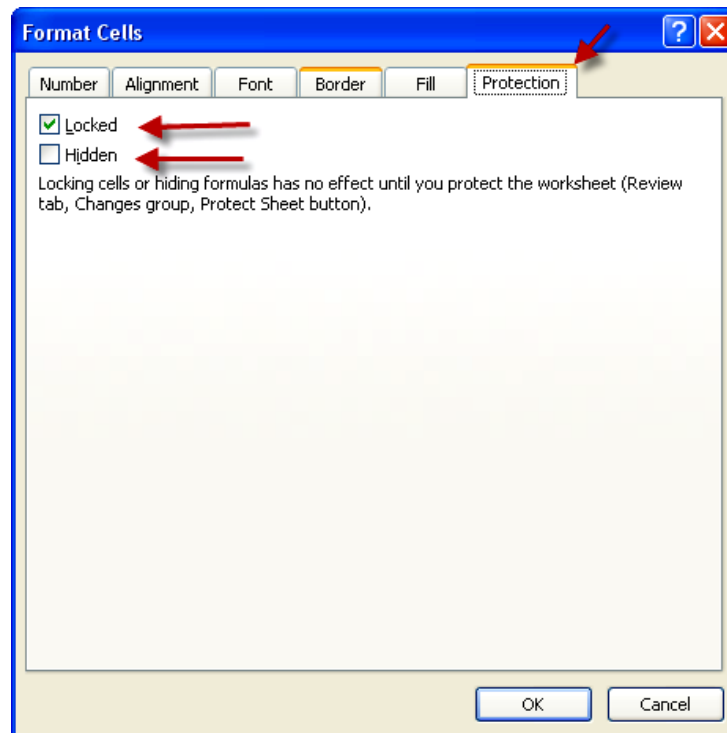 Format Cells
Number Alignment Font Border Fill Protection
Locked
Hidden
Locking cells or hiding formulas has no effect until you protect the worksheet (Review
tab, Changes group, Protect Sheet button).
OK Cancel